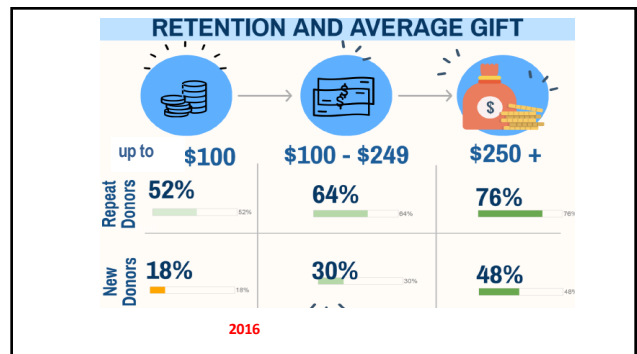 RETENTION AND AVERAGE GIFT
$
$
up to $100 $100 - $249 $250 +
Repeat Donors 52% 64% 76%
52% 64% 76%
New Donors 18% 30% 48%
18% 30% 48%
2016